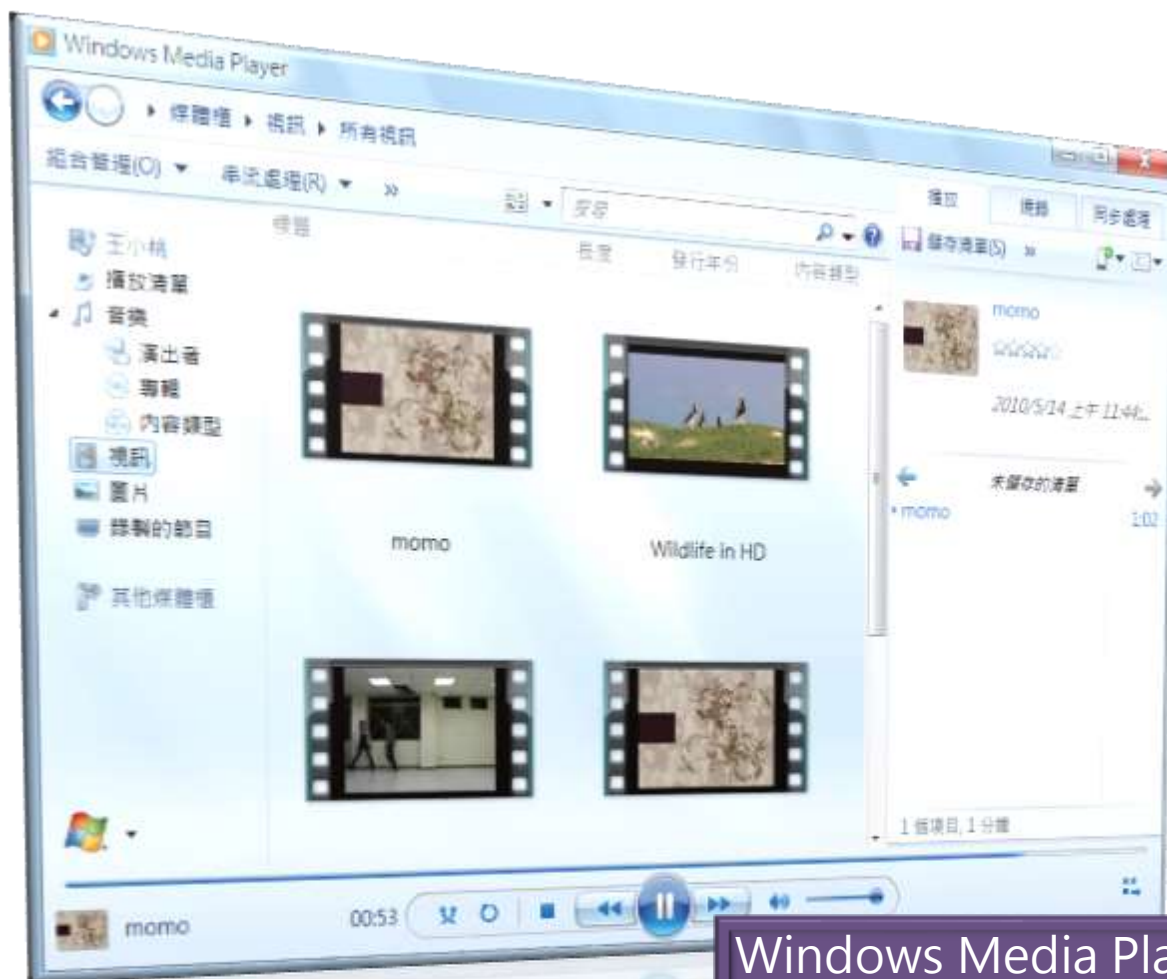 Windows Media Player
媒體櫃 ▸ 視訊 ▸ 所有視訊
組合管理(O) 串流處理(R) »
搜尋
播放 燒錄 同步處理
儲存清單(S) »
標題 長度 發行年份 內容類型
王小桃
播放清單
音樂
演出者
專輯
內容類型
視訊
圖片
錄製的節目
其他媒體櫃
momo
Wildlife in HD
momo
2010/5/14 上午 11:44:...
未儲存的清單
momo 1:02
1 個項目, 1 分鐘
momo
00:53
Windows Media Pla